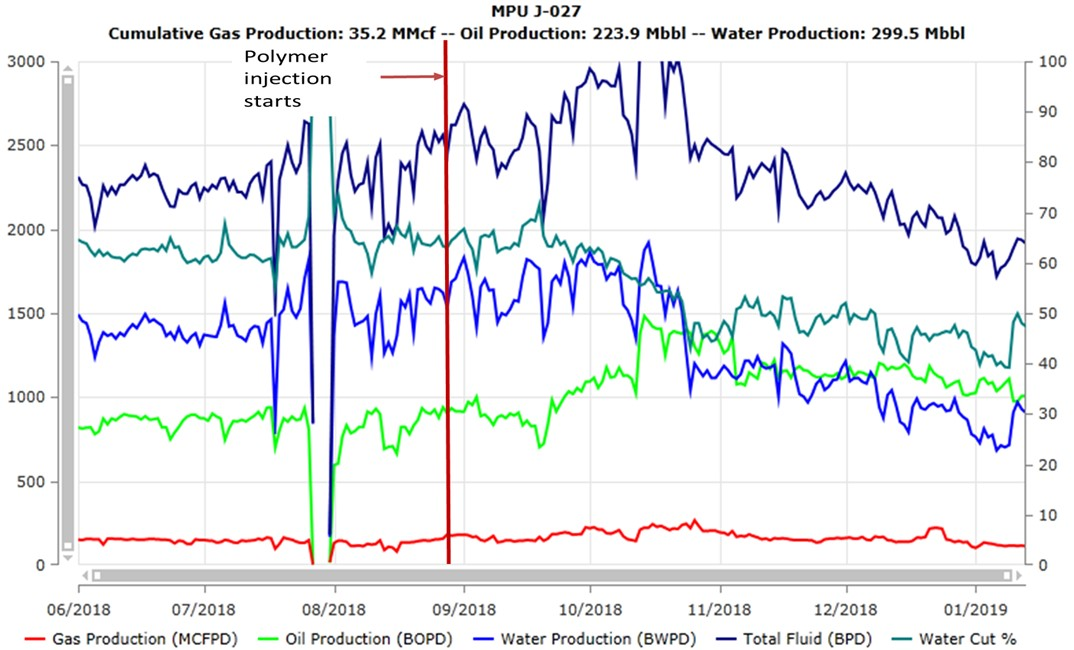 MPU J-027
Cumulative Gas Production: 35.2 MMcf -- Oil Production: 223.9 Mbbl -- Water Production: 299.5 Mbbl
Polymer
injection
starts
3000
2500
2000
1500
1000
500
0
100
90
80
70
60
50
40
30
20
10
0
06/2018 07/2018 08/2018 09/2018 10/2018 11/2018 12/2018 01/2019
Gas Production (MCFPD) Oil Production (BOPD) Water Production (BWPD) Total Fluid (BPD) Water Cut %